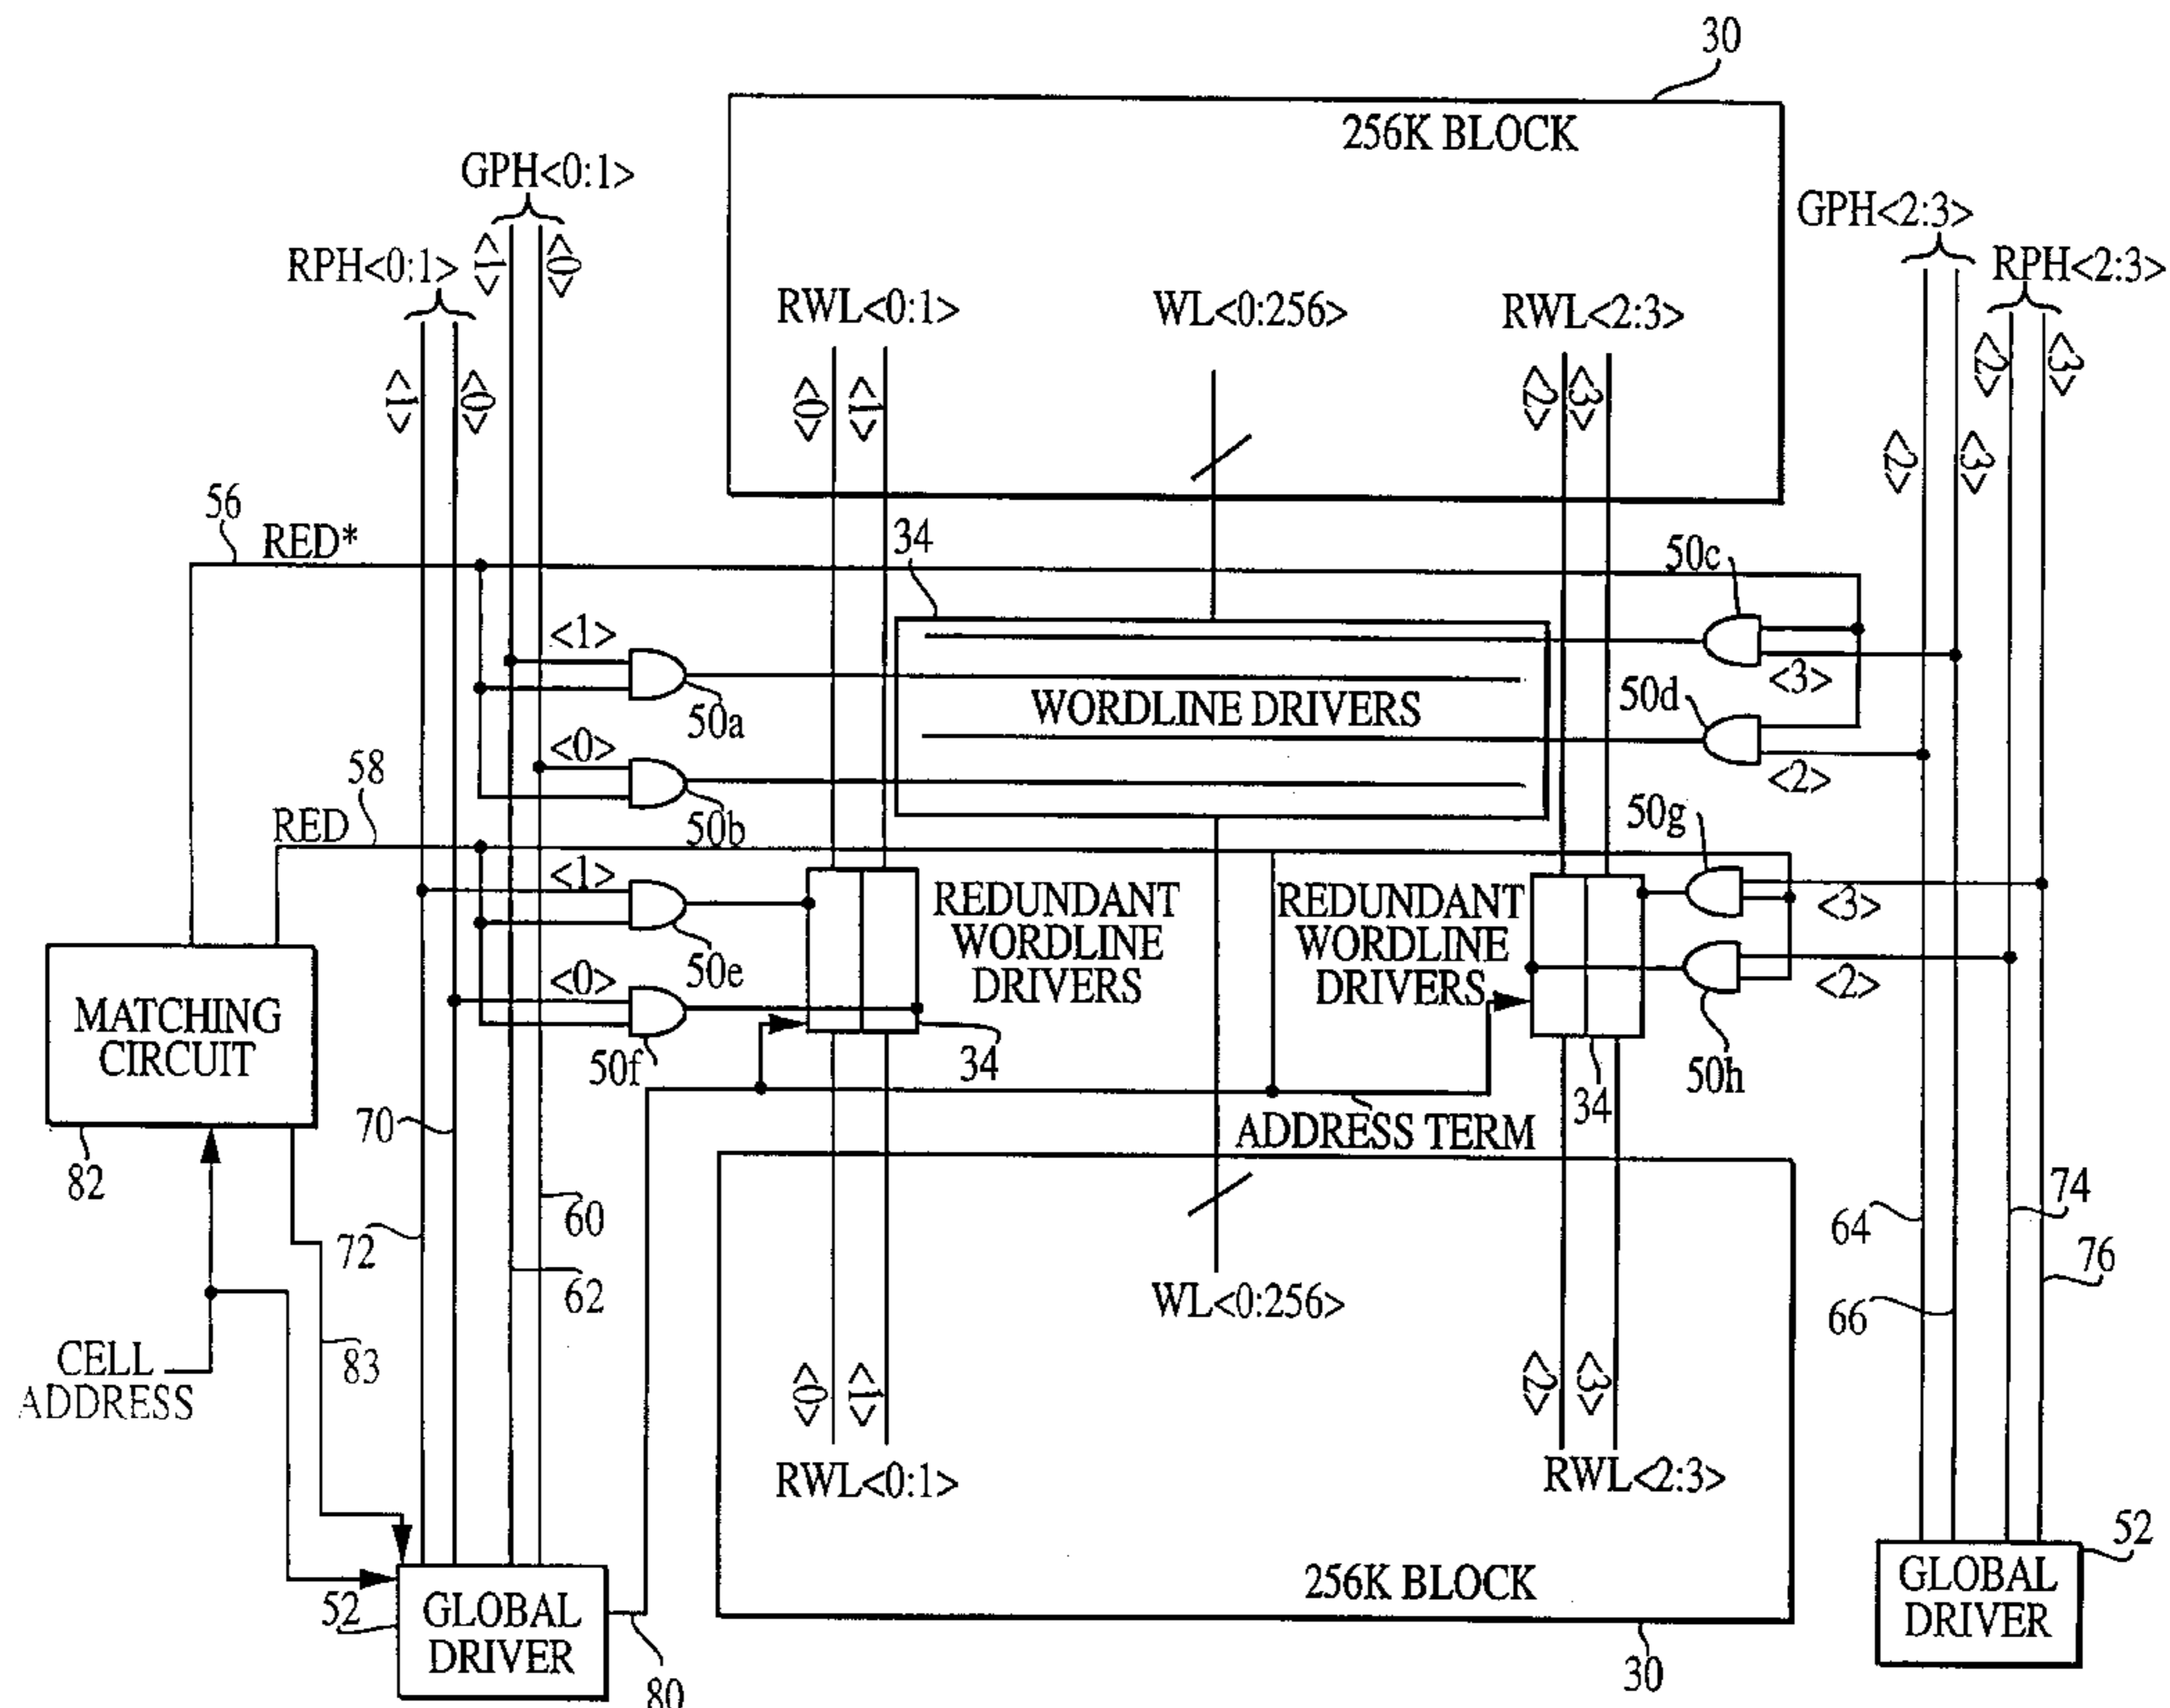 30
256K BLOCK
GPH<0:1>
<1>
<0>
RPH<0:1>
<1>
<0>
GPH<2:3>
<2>
<3>
RPH<2:3>
<2>
<3>
RWL<0:1>
<0>
<1>
WL<0:256>
RWL<2:3>
<2>
<3>
56
RED*
34
50c
<1>
50a
WORDLINE DRIVERS
<3>
50d
<0>
50b
<2>
58
RED
50g
<1>
50e
REDUNDANT
WORDLINE
DRIVERS
REDUNDANT
WORDLINE
DRIVERS
<3>
<0>
50f
34
<2>
50h
34
MATCHING
CIRCUIT
82
70
ADDRESS TERM
72
60
62
64
74
66
76
WL<0:256>
CELL
ADDRESS
83
<0>
<1>
RWL<0:1>
<2>
<3>
RWL<2:3>
52
GLOBAL
DRIVER
80
256K BLOCK
30
52
GLOBAL
DRIVER